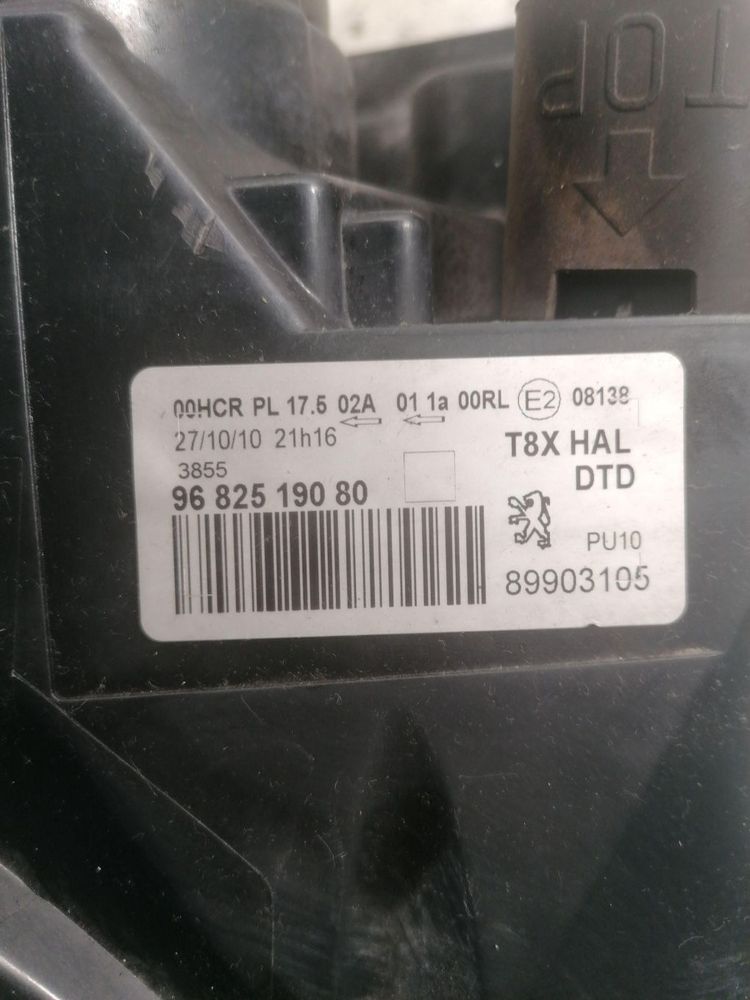 TOP
T
00HCR PL 17.5 02A 01 1a 00RL E2 08138
27/10/10 21h16
T8X HAL
3855
DTD
96 825 190 80
PU10
89903105